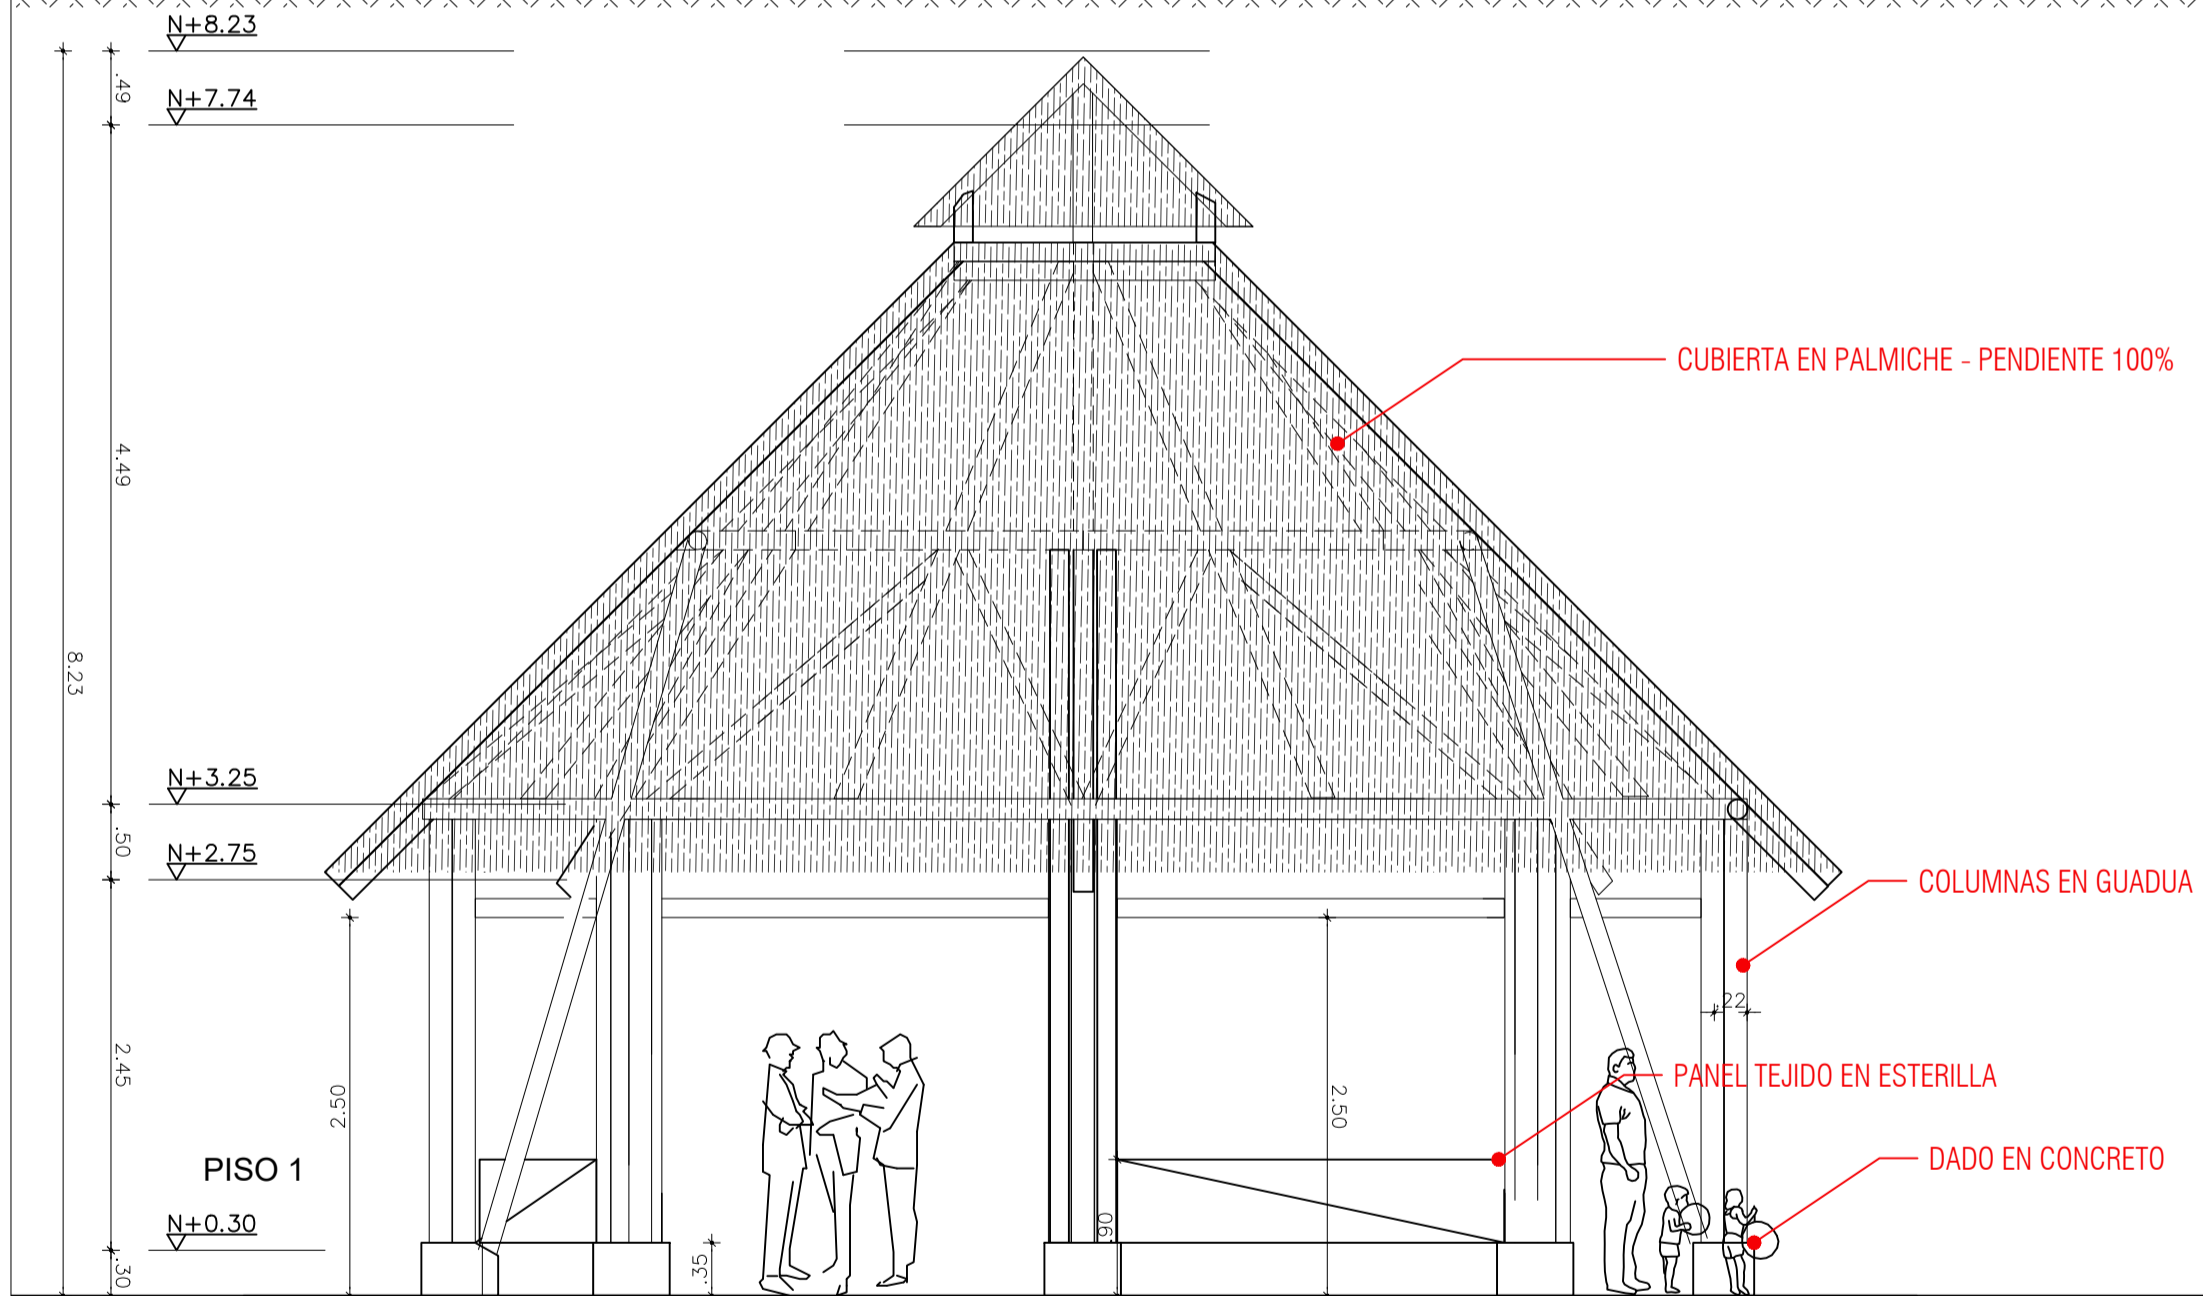 N+8.23
.49
N+7.74
CUBIERTA EN PALMICHE - PENDIENTE 100%
4.49
8.23
N+3.25
.50
N+2.75
COLUMNAS EN GUADUA
.22
2.45
2.50
2.50
PANEL TEJIDO EN ESTERILLA
PISO 1
DADO EN CONCRETO
N+0.30
.90
.35
.30